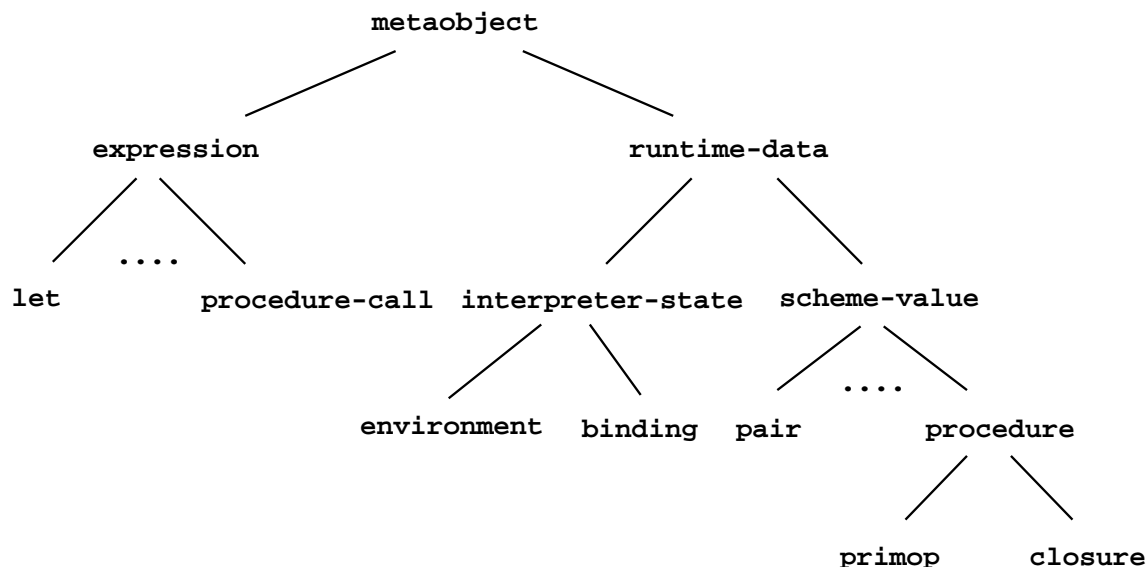 metaobject
expression runtime-data
....
let procedure-call interpreter-state scheme-value
....
environment binding pair procedure
primop closure